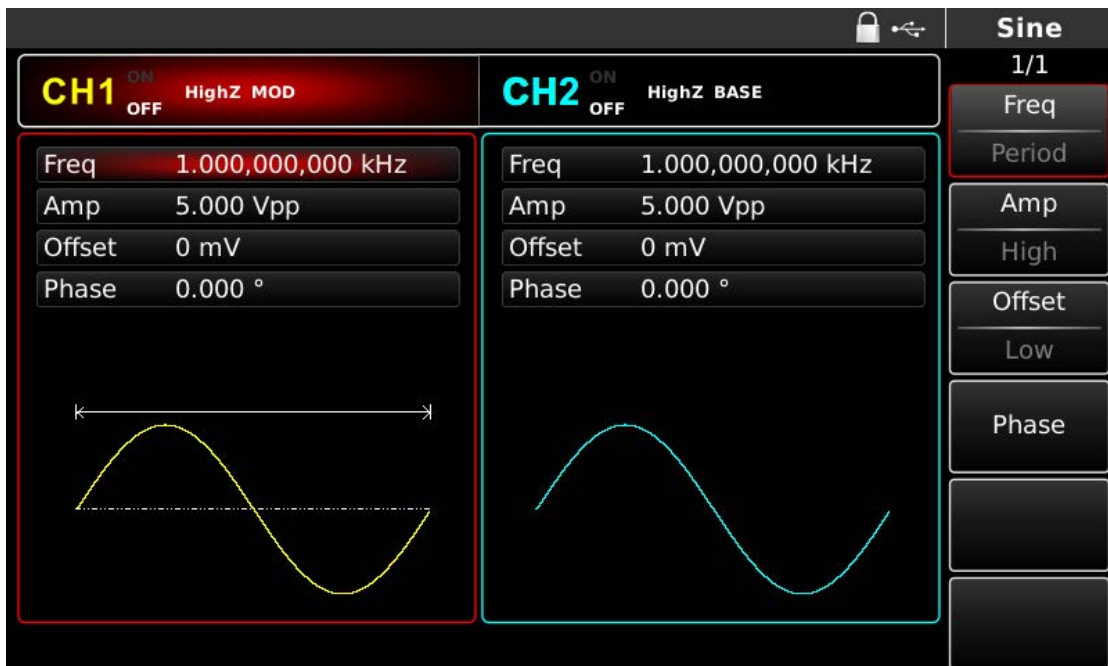 Sine
1/1
CH1 ON OFF HighZ MOD
CH2 ON OFF HighZ BASE
Freq 1.000,000,000 kHz
Amp 5.000 Vpp
Offset 0 mV
Phase 0.000 °
Freq 1.000,000,000 kHz
Amp 5.000 Vpp
Offset 0 mV
Phase 0.000 °
Freq
Period
Amp
High
Offset
Low
Phase